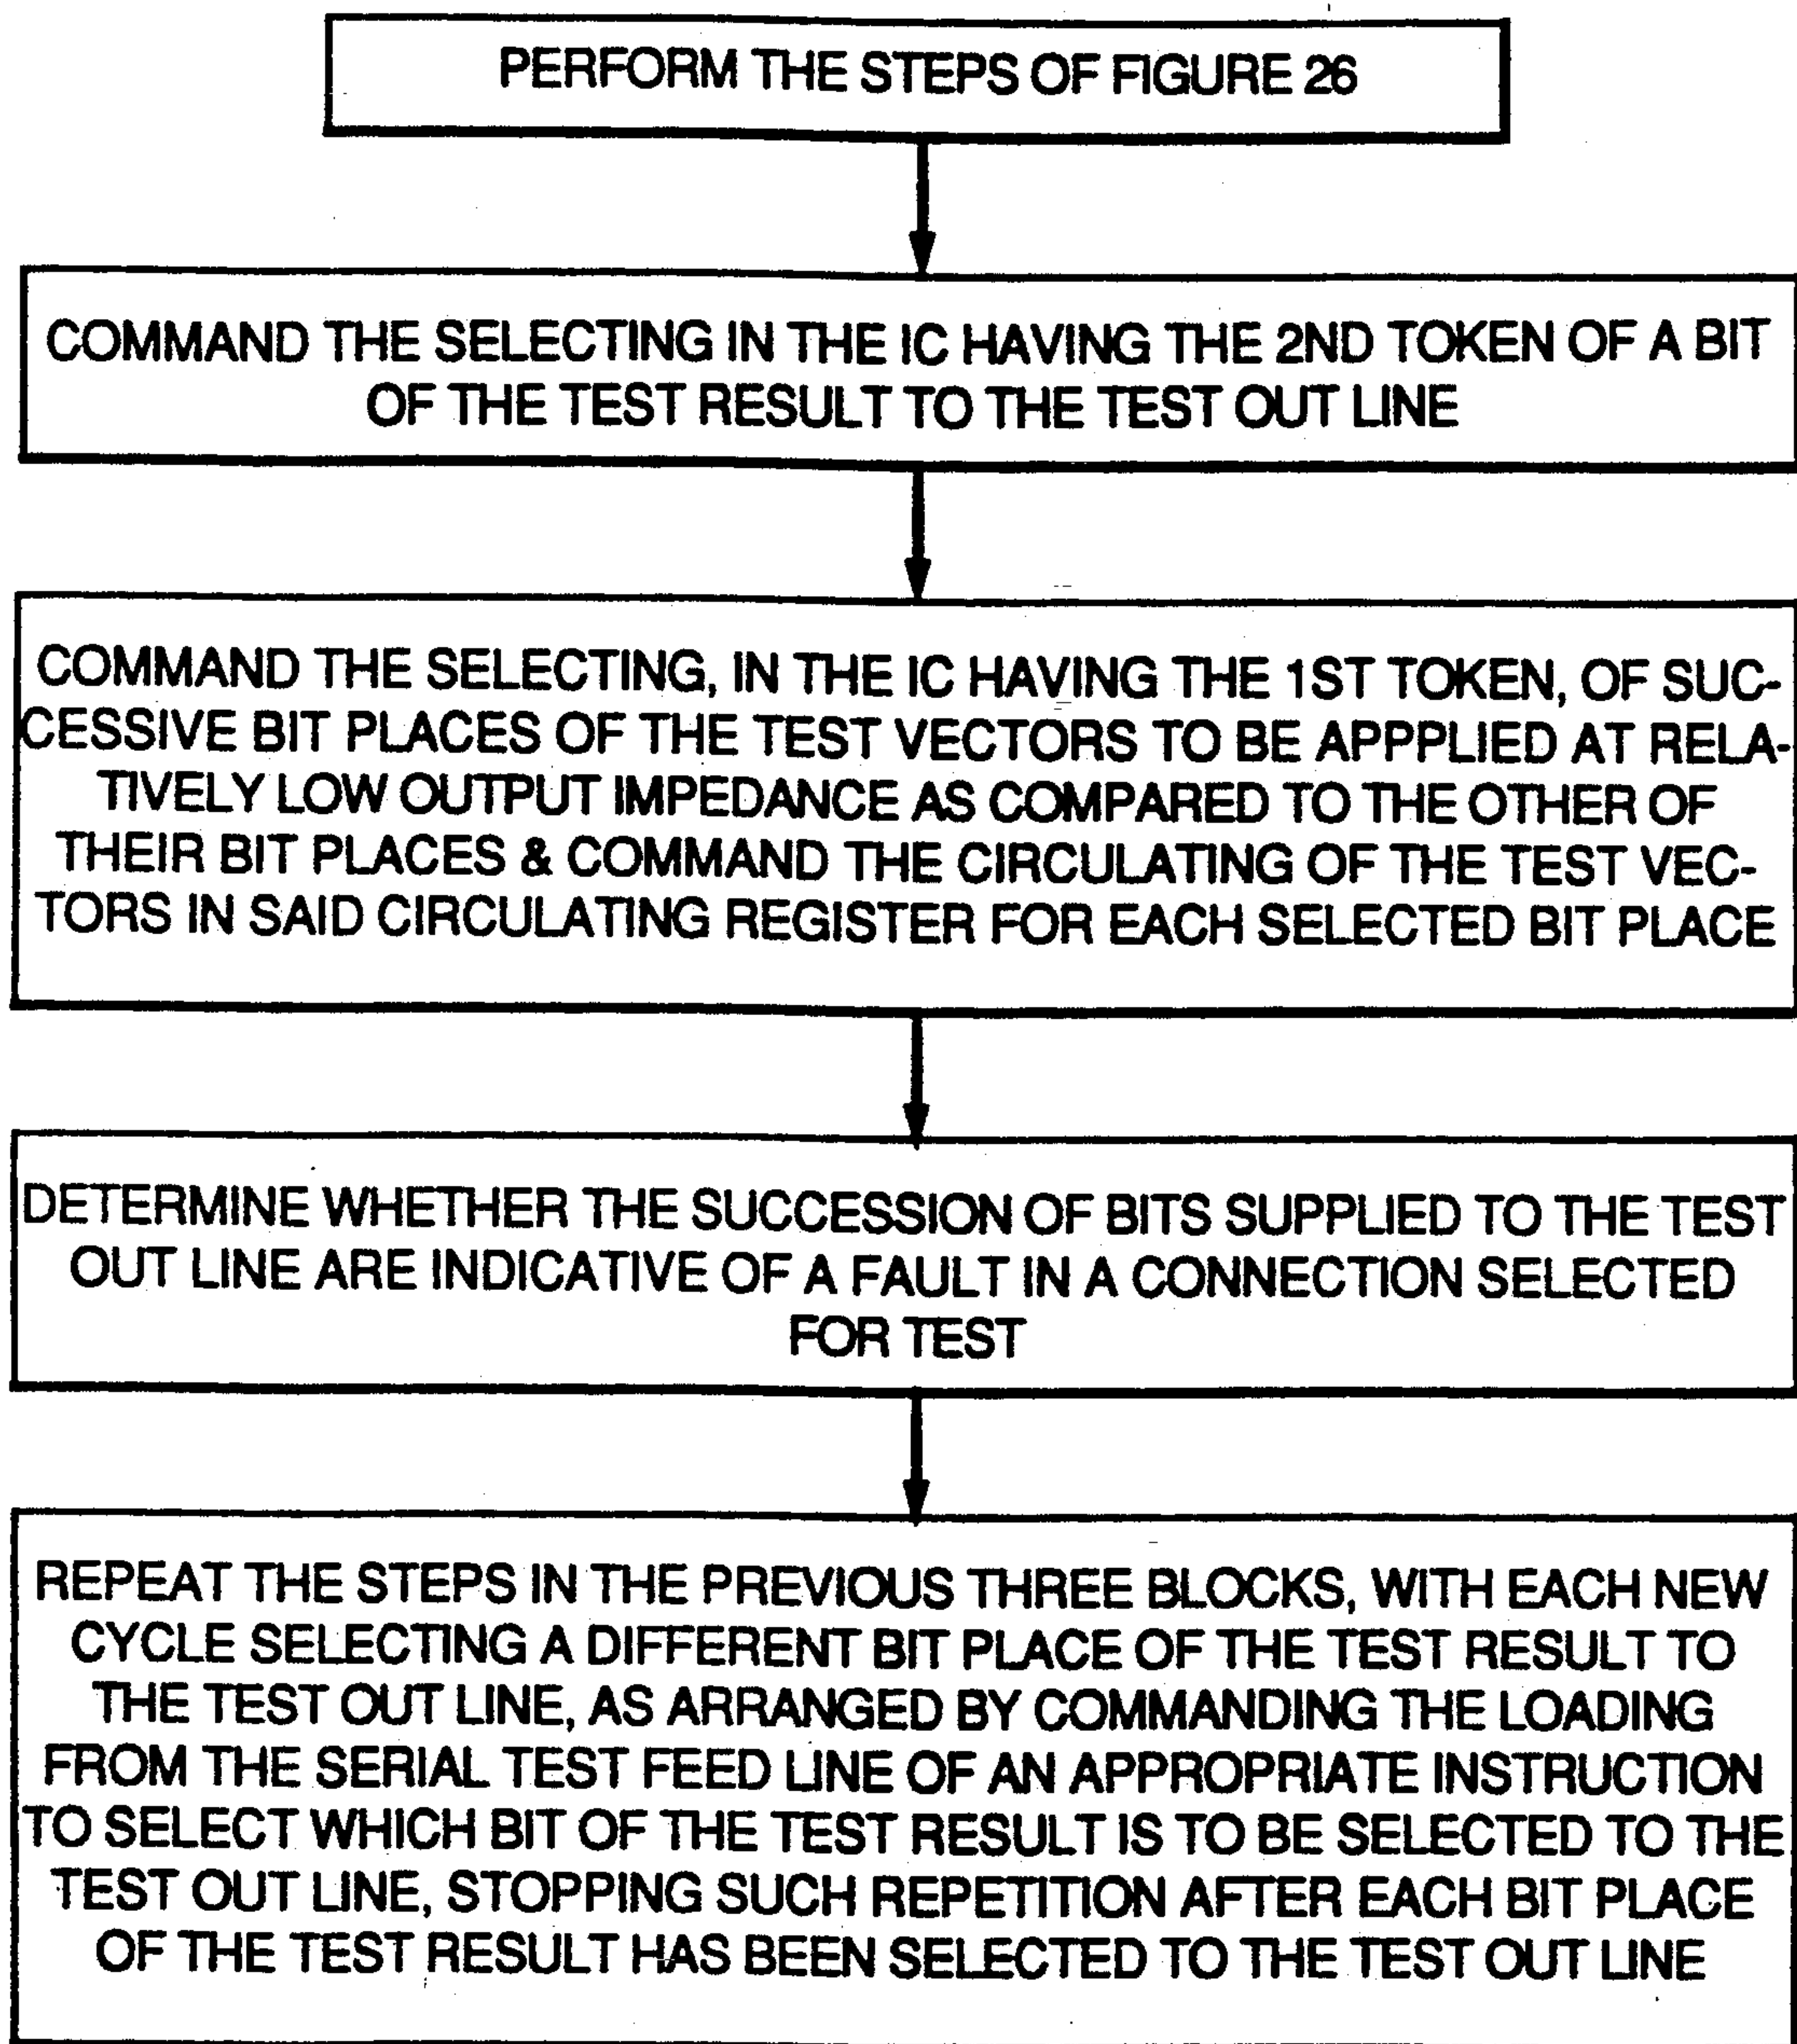 PERFORM THE STEPS OF FIGURE 26
COMMAND THE SELECTING IN THE IC HAVING THE 2ND TOKEN OF A BIT
OF THE TEST RESULT TO THE TEST OUT LINE
COMMAND THE SELECTING, IN THE IC HAVING THE 1ST TOKEN, OF SUC-
CESSIVE BIT PLACES OF THE TEST VECTORS TO BE APPPLIED AT RELA-
TIVELY LOW OUTPUT IMPEDANCE AS COMPARED TO THE OTHER OF
THEIR BIT PLACES & COMMAND THE CIRCULATING OF THE TEST VEC-
TORS IN SAID CIRCULATING REGISTER FOR EACH SELECTED BIT PLACE
DETERMINE WHETHER THE SUCCESSION OF BITS SUPPLIED TO THE TEST
OUT LINE ARE INDICATIVE OF A FAULT IN A CONNECTION SELECTED
FOR TEST
REPEAT THE STEPS IN THE PREVIOUS THREE BLOCKS, WITH EACH NEW
CYCLE SELECTING A DIFFERENT BIT PLACE OF THE TEST RESULT TO
THE TEST OUT LINE, AS ARRANGED BY COMMANDING THE LOADING
FROM THE SERIAL TEST FEED LINE OF AN APPROPRIATE INSTRUCTION
TO SELECT WHICH BIT OF THE TEST RESULT IS TO BE SELECTED TO THE
TEST OUT LINE, STOPPING SUCH REPETITION AFTER EACH BIT PLACE
OF THE TEST RESULT HAS BEEN SELECTED TO THE TEST OUT LINE